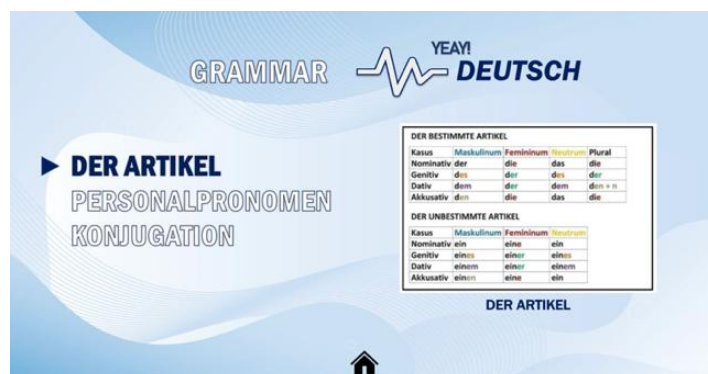 GRAMMAR
YEAY!
DEUTSCH
DER ARTIKEL
PERSONALPRONOMEN
KONJUGATION
DER BESTIMMTE ARTIKEL
Kasus Maskulinum Femininum Neutrum Plural
Nominativ der die das die
Genitiv des der des der
Dativ dem der dem den + n
Akkusativ den die das die
DER UNBESTIMMTE ARTIKEL
Kasus Maskulinum Femininum Neutrum
Nominativ ein eine ein
Genitiv eines einer eines
Dativ einem einer einem
Akkusativ einen eine ein
DER ARTIKEL